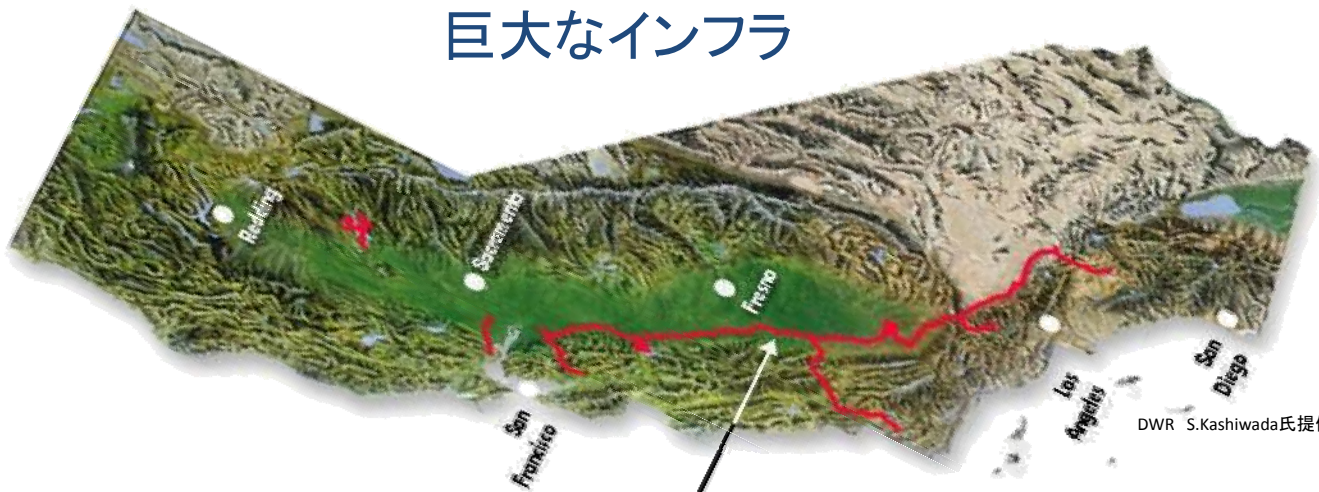 巨大なインフラ
Redding
Sacramento
Fresno
San
Francisco
Los
Angeles
San
Diego
DWR S.Kashiwada氏提